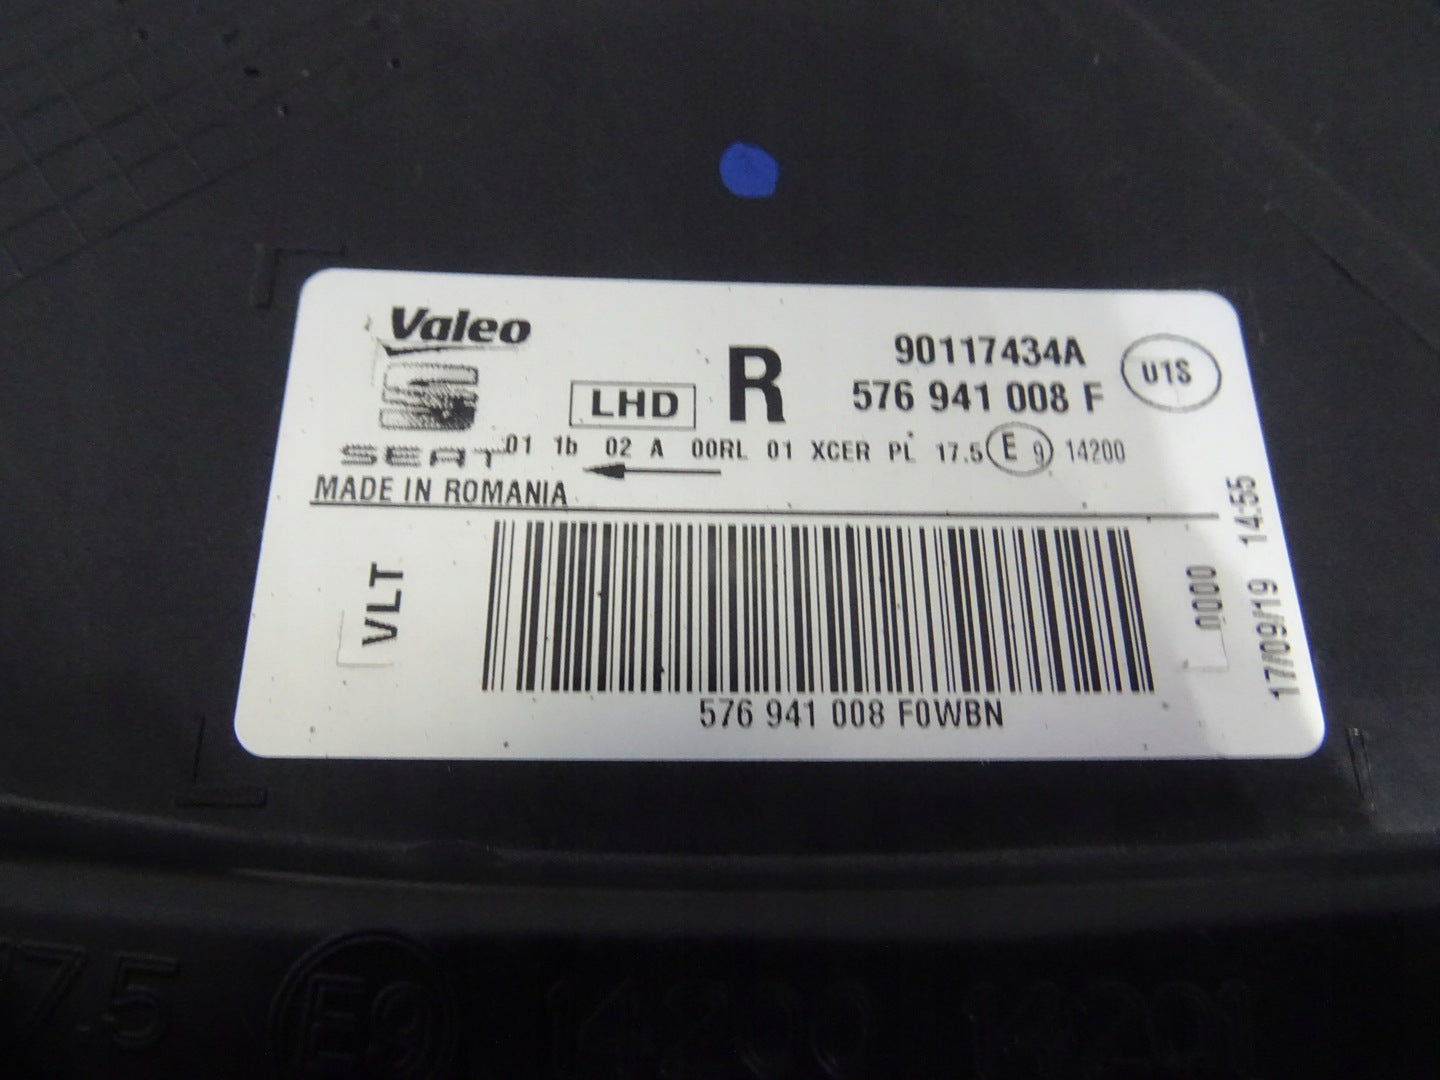 Valeo
SEAT
LHD
R
90117434A
576 941 008 F
U1S
01 1b 02 A 00RL 01 XCER PL 17.5 E 9 14200
MADE IN ROMANIA
VLT
0000
17/09/19 14:55
576 941 008 F0WBN
17.5 E9 14200 14201